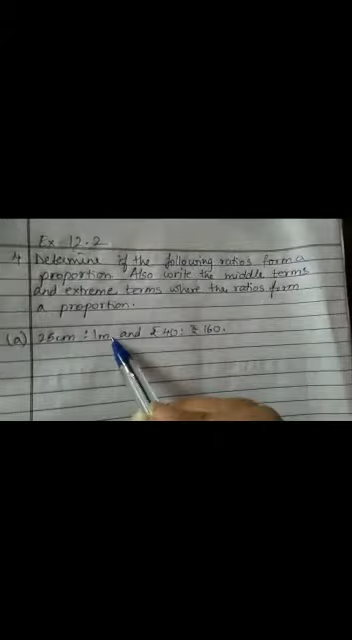 Ex 12.2
4 Determine if the following ratios form a
proportion. Also write the middle terms
and extreme terms where the ratios form
a proportion.
(a) 25cm : 1m and ₹40 : ₹160.